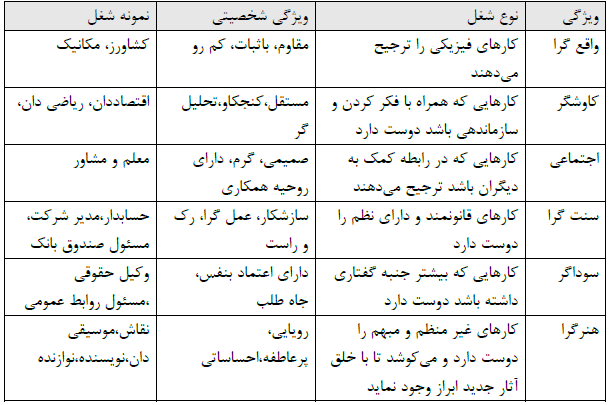 ویژگی نوع شغل ویژگی شخصیتی نمونه شغل
واقع گرا کارهای فیزیکی را ترجیح مقاوم، باثبات، کم رو کشاورز، مکانیک
می‌دهند
کاوشگر کارهایی که همراه با فکر کردن و مستقل،کنجکاو،تحلیل اقتصاددان، ریاضی دان،
سازماندهی باشد دوست دارد گر
اجتماعی کارهایی که در رابطه کمک به صمیمی، گرم، دارای معلم و مشاور
دیگران باشد ترجیح می‌دهند روحیه همکاری
سنت گرا کارهای قانونمند و دارای نظم را سازشکار، عمل گرا، رک حسابدار،مدیر شرکت،
دوست دارد و راست مسئول صندوق بانک
سوداگر کارهایی که بیشتر جنبه گفتاری دارای اعتماد بنفس، وکیل حقوقی
داشته باشد دوست دارد جاه طلب ،مسئول روابط عمومی
هنرگرا کارهای غیر منظم و مبهم را رویایی، نقاش،موسیقی
دوست دارد و می‌کوشد تا با خلق پرعاطفه،احساساتی دان،نویسنده،نوازنده
آثار جدید ابراز وجود نماید